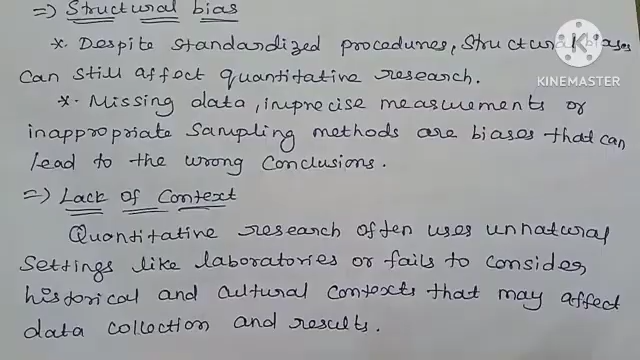 =) Structural bias
*. Despite standardized procedures, structural biases
can still affect quantitative research.
*. Missing data, imprecise measurements or
inappropriate sampling methods are biases that can
lead to the wrong conclusions.
=) Lack of Context
Quantitative research often uses unnatural
settings like laboratories or fails to consider
historical and cultural contexts that may affect
data collection and results.
KINEMASTER